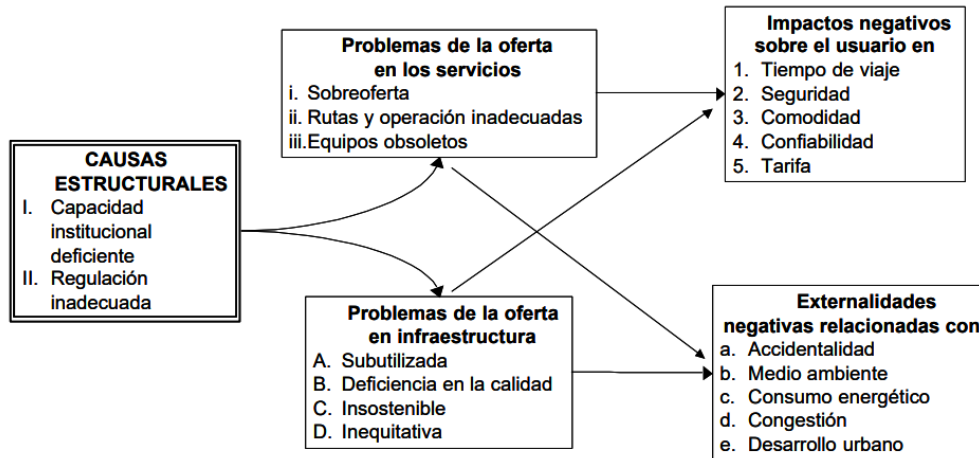 CAUSAS
ESTRUCTURALES
I. Capacidad
institucional
deficiente
II. Regulación
inadecuada
Problemas de la oferta
en los servicios
i. Sobreoferta
ii. Rutas y operación inadecuadas
iii.Equipos obsoletos
Problemas de la oferta
en infraestructura
A. Subutilizada
B. Deficiencia en la calidad
C. Insostenible
D. Inequitativa
Impactos negativos
sobre el usuario en
1. Tiempo de viaje
2. Seguridad
3. Comodidad
4. Confiabilidad
5. Tarifa
Externalidades
negativas relacionadas con
a. Accidentalidad
b. Medio ambiente
c. Consumo energético
d. Congestión
e. Desarrollo urbano